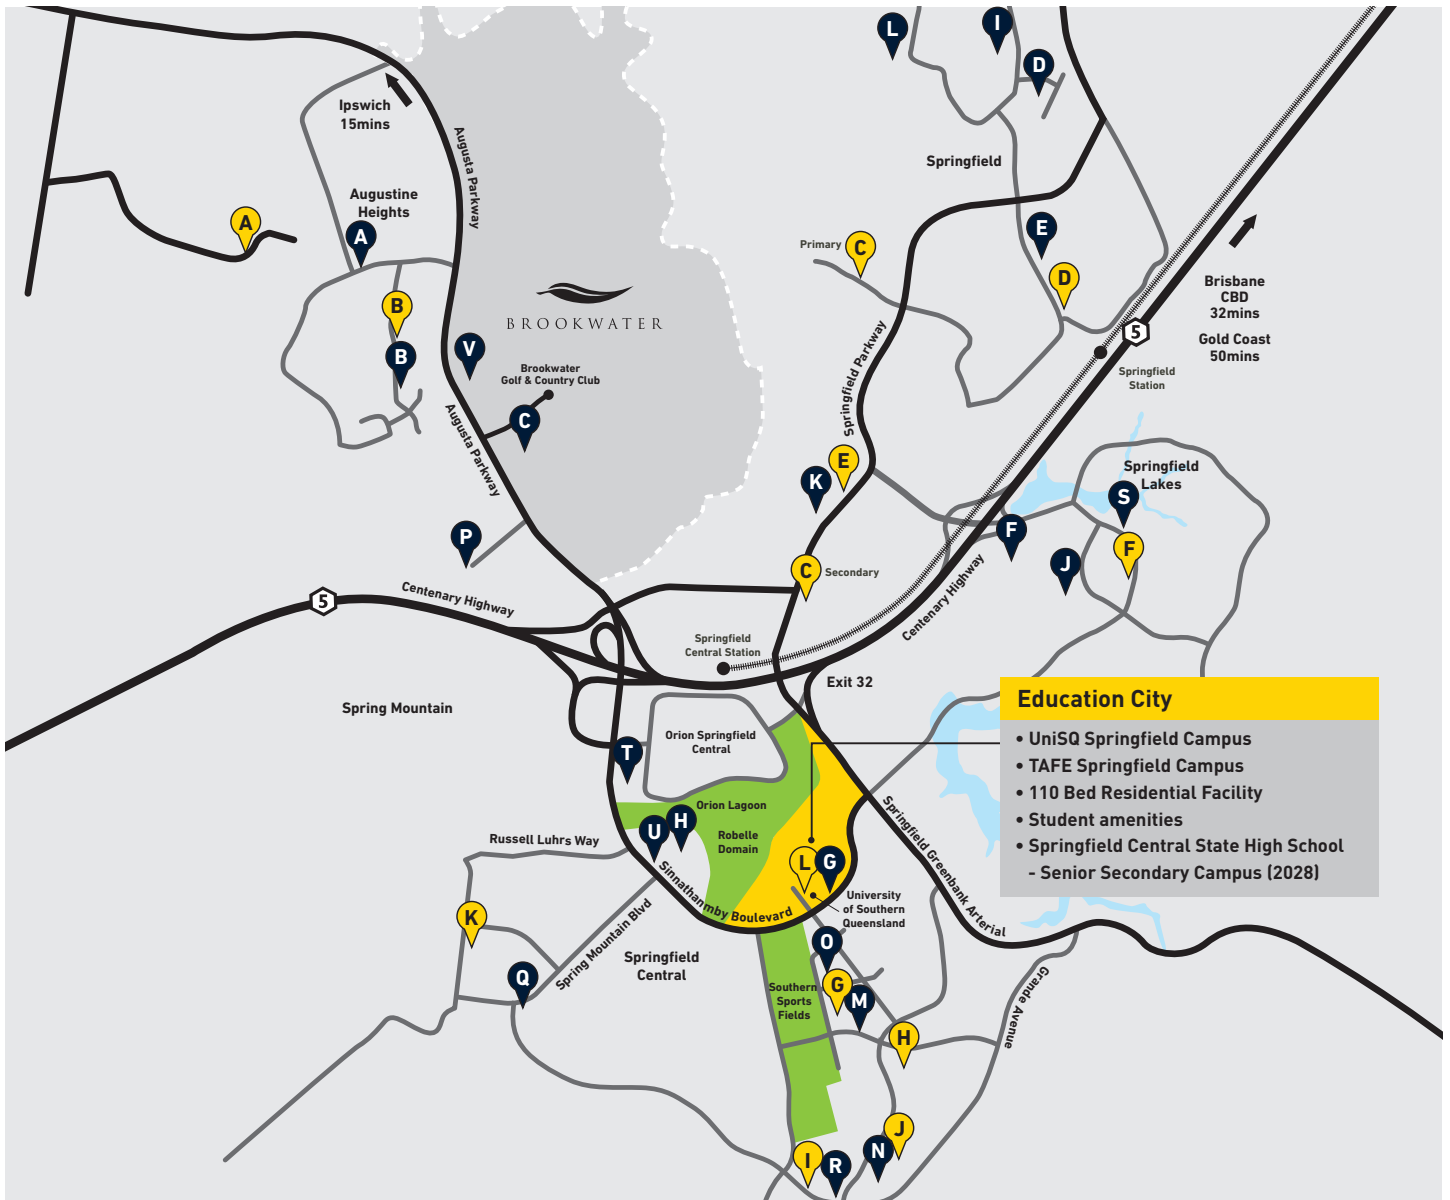 L
I
D
Ipswich
15mins
Augusta Parkway
Springfield
Augustine
Heights
A
A
E
Primary
C
D
Brisbane
CBD
32mins
Gold Coast
50mins
B
BROOKWATER
5
B
V
Springfield Parkway
Springfield
Station
Brookwater
Golf & Country Club
C
Augusta Parkway
K
E
Springfield
Lakes
S
P
F
F
J
C
Secondary
5
Centenary Highway
Centenary Highway
Springfield
Central Station
Exit 32
Spring Mountain
Education City
• UniSQ Springfield Campus
• TAFE Springfield Campus
• 110 Bed Residential Facility
• Student amenities
• Springfield Central State High School
- Senior Secondary Campus (2028)
Orion Springfield
Central
T
Orion Lagoon
U
H
Robelle
Domain
Russell Luhrs Way
L
G
Springfield Greenbank Arterial
Sinnathanmby Boulevard
University
of Southern
Queensland
K
Spring Mountain Blvd
Springfield
Central
O
Q
Southern
Sports
Fields
G
M
Grande Avenue
H
J
I
R
N